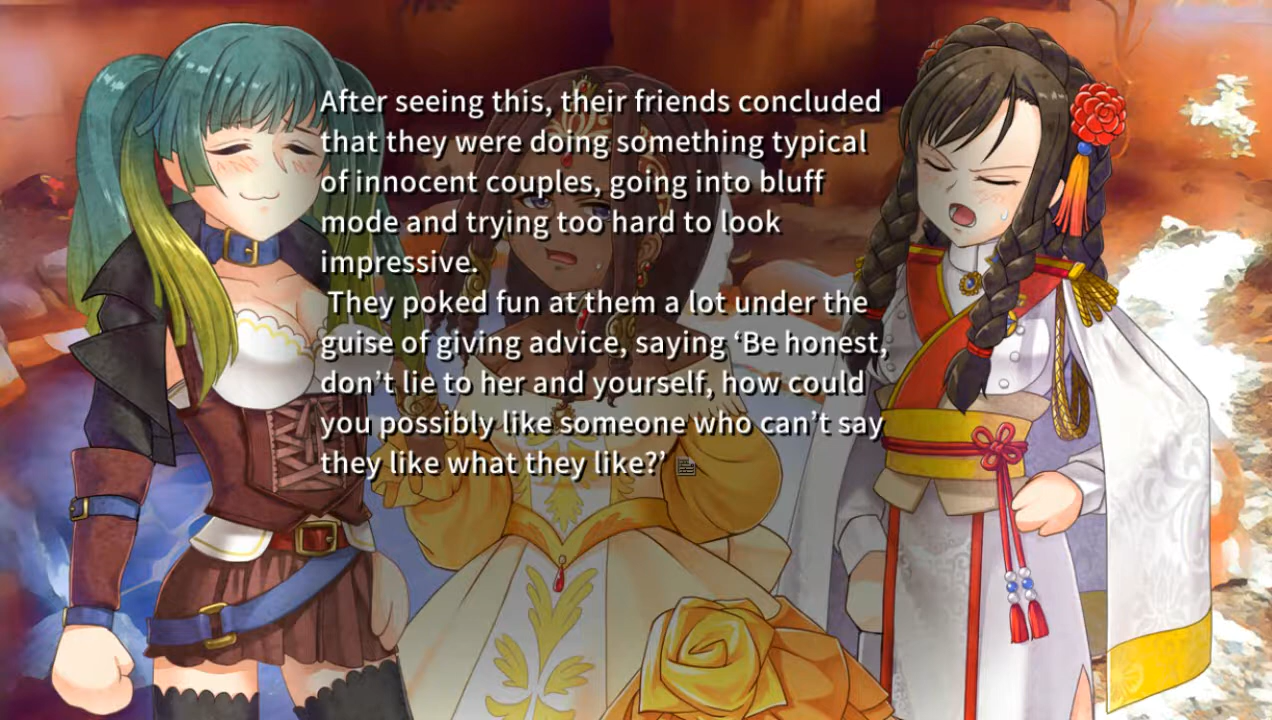 After seeing this, their friends concluded
that they were doing something typical
of innocent couples, going into bluff
mode and trying too hard to look
impressive.
They poked fun at them a lot under the
guise of giving advice, saying ‘Be honest,
don’t lie to her and yourself, how could
you possibly like someone who can’t say
they like what they like?’